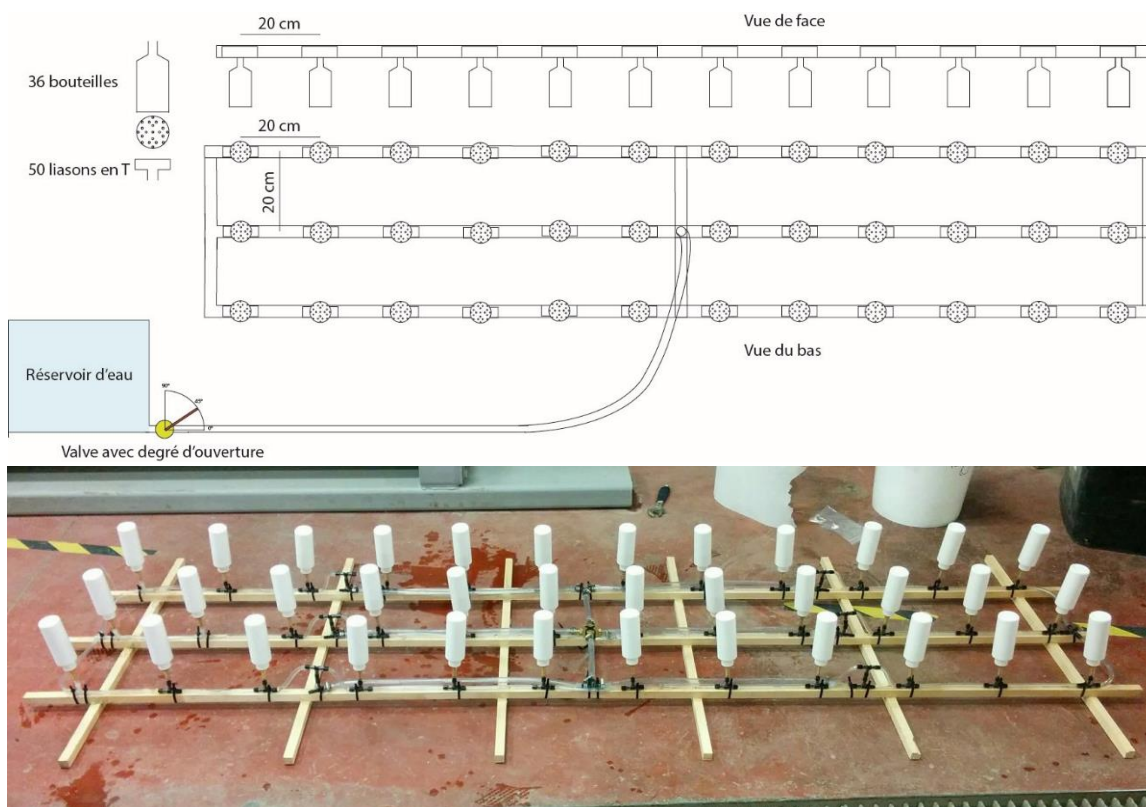 20 cm
Vue de face
36 bouteilles
20 cm
50 liasons en T
20 cm
Réservoir d'eau
Vue du bas
90°
45°
0°
Valve avec degré d'ouverture